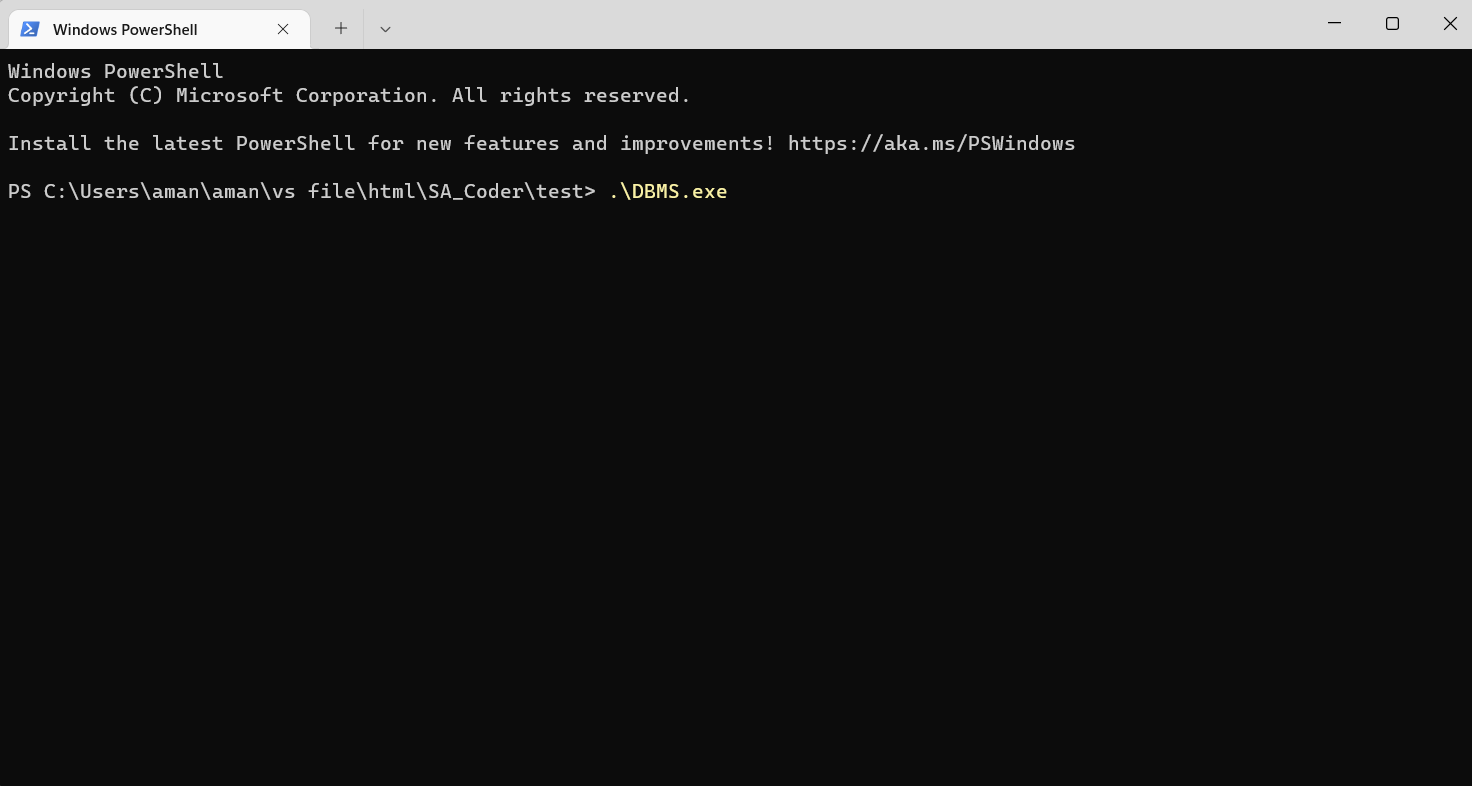 Windows PowerShell
Windows PowerShell
Copyright (C) Microsoft Corporation. All rights reserved.
Install the latest PowerShell for new features and improvements! https://aka.ms/PSWindows
PS C:\Users\aman\aman\vs file\html\SA_Coder\test> .\DBMS.exe